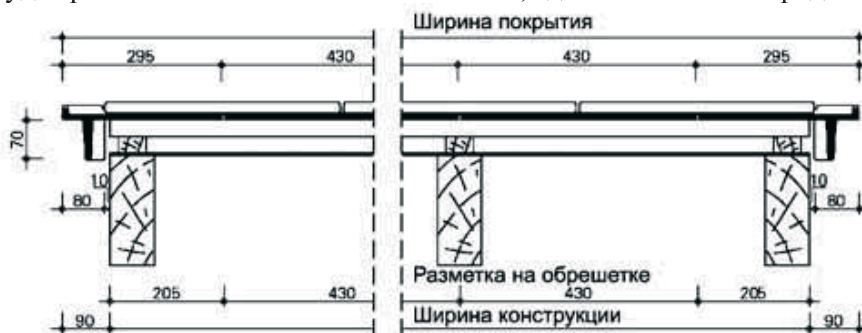 Ширина покрытия
295 430 430 295
70
10 10
80 80
Разметка на обрешетке
205 430 430 205
Ширина конструкции
90 90